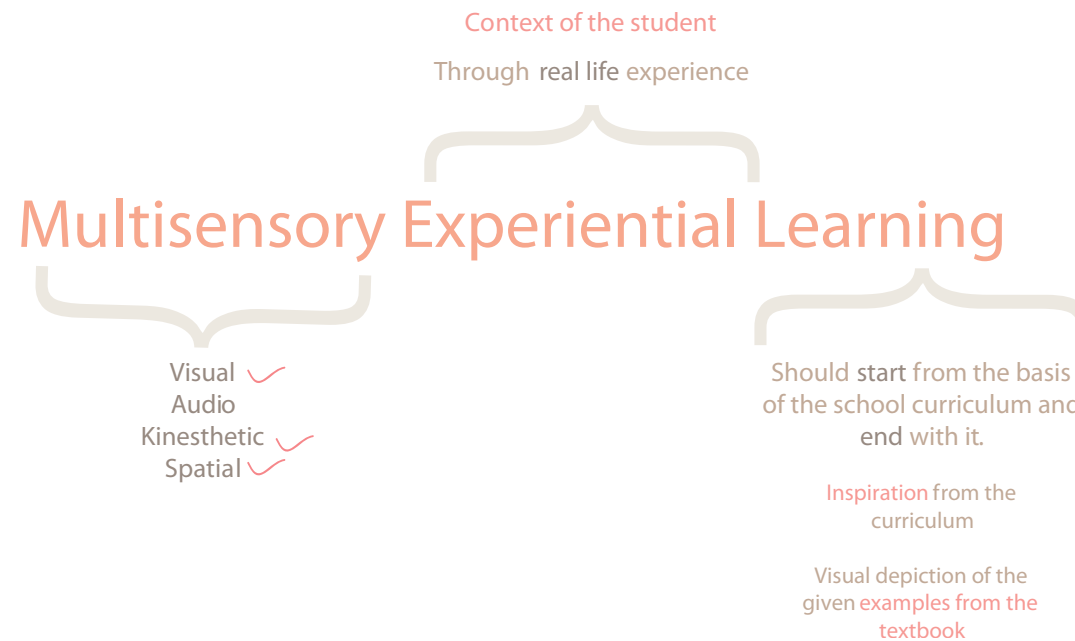 Context of the student
Through real life experience
Multisensory Experiential Learning
Visual
Audio
Kinesthetic
Spatial
Should start from the basis
of the school curriculum and
end with it.
Inspiration from the
curriculum
Visual depiction of the
given examples from the
textbook